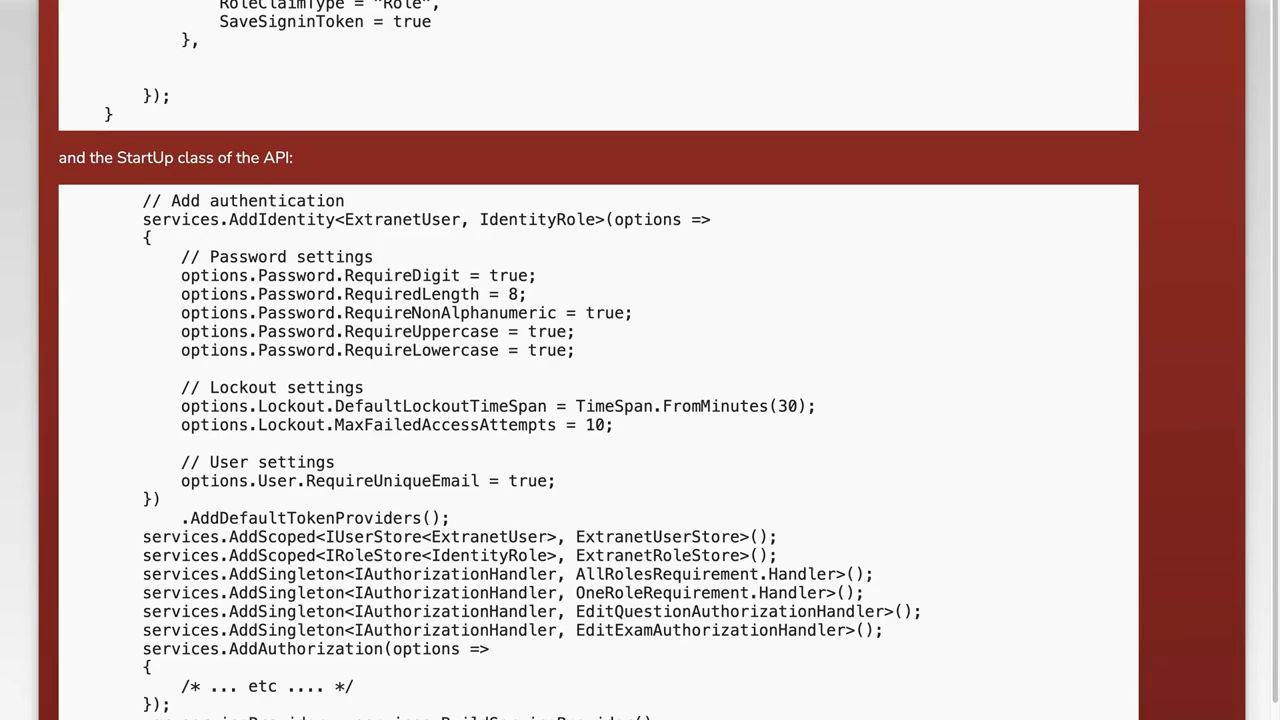 RoleClaimType = "Role",
SaveSigninToken = true
},
});
}
and the StartUp class of the API:
// Add authentication
services.AddIdentity<ExtranetUser, IdentityRole>(options =>
{
// Password settings
options.Password.RequireDigit = true;
options.Password.RequiredLength = 8;
options.Password.RequireNonAlphanumeric = true;
options.Password.RequireUppercase = true;
options.Password.RequireLowercase = true;
// Lockout settings
options.Lockout.DefaultLockoutTimeSpan = TimeSpan.FromMinutes(30);
options.Lockout.MaxFailedAccessAttempts = 10;
// User settings
options.User.RequireUniqueEmail = true;
})
.AddDefaultTokenProviders();
services.AddScoped<IUserStore<ExtranetUser>, ExtranetUserStore>();
services.AddScoped<IRoleStore<IdentityRole>, ExtranetRoleStore>();
services.AddSingleton<IAuthorizationHandler, AllRolesRequirement.Handler>();
services.AddSingleton<IAuthorizationHandler, OneRoleRequirement.Handler>();
services.AddSingleton<IAuthorizationHandler, EditQuestionAuthorizationHandler>();
services.AddSingleton<IAuthorizationHandler, EditExamAuthorizationHandler>();
services.AddAuthorization(options =>
{
/* ... etc .... */
});